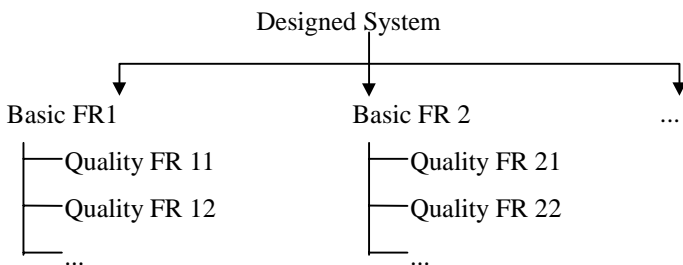 Designed System
Basic FR1 Basic FR 2 ...
Quality FR 11 Quality FR 21
Quality FR 12 Quality FR 22
... ...